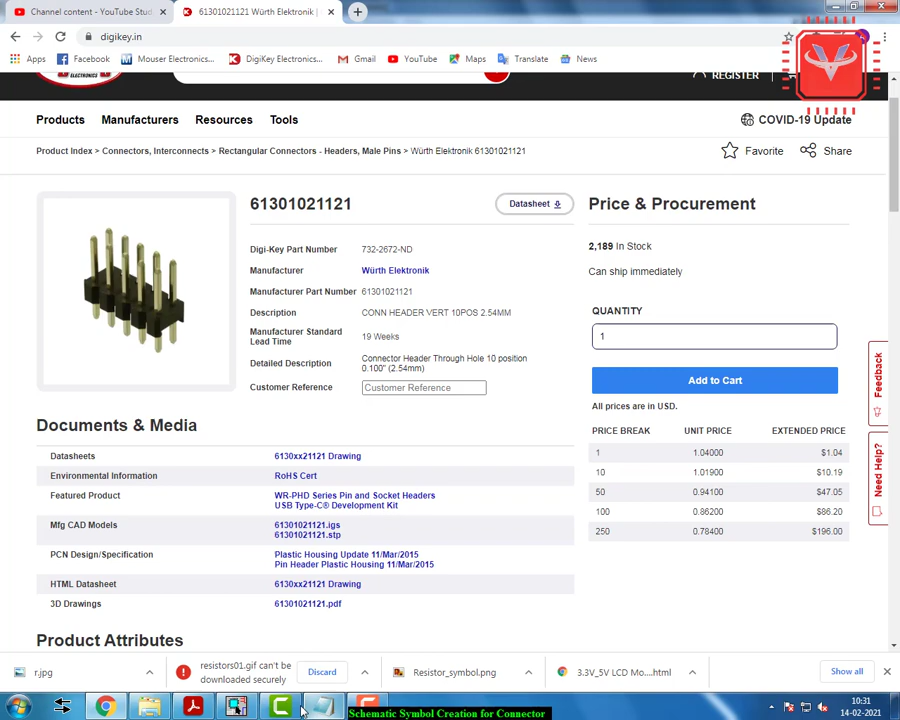 Channel content - YouTube Stud
61301021121 Würth Elektronik |
digikey.in
Apps
Facebook
Mouser Electronics...
DigiKey Electronics...
Gmail
YouTube
Maps
Translate
News
ELECTRONICS
REGISTER
Products
Manufacturers
Resources
Tools
COVID-19 Update
Product Index > Connectors, Interconnects > Rectangular Connectors - Headers, Male Pins > Würth Elektronik 61301021121
Favorite
Share
61301021121
Datasheet
Price & Procurement
Digi-Key Part Number 732-2672-ND
Manufacturer Würth Elektronik
Manufacturer Part Number 61301021121
Description CONN HEADER VERT 10POS 2.54MM
Manufacturer Standard Lead Time 19 Weeks
Detailed Description Connector Header Through Hole 10 position 0.100" (2.54mm)
Customer Reference Customer Reference
2,189 In Stock
Can ship immediately
QUANTITY
1
Add to Cart
All prices are in USD.
PRICE BREAK UNIT PRICE EXTENDED PRICE
1 1.04000 $1.04
10 1.01900 $10.19
50 0.94100 $47.05
100 0.86200 $86.20
250 0.78400 $196.00
Feedback
Need Help?
Documents & Media
Datasheets 6130xx21121 Drawing
Environmental Information RoHS Cert
Featured Product WR-PHD Series Pin and Socket Headers
USB Type-C® Development Kit
Mfg CAD Models 61301021121.igs
61301021121.stp
PCN Design/Specification Plastic Housing Update 11/Mar/2015
Pin Header Plastic Housing 11/Mar/2015
HTML Datasheet 6130xx21121 Drawing
3D Drawings 61301021121.pdf
Product Attributes
r.jpg
resistors01.gif can't be downloaded securely
Discard
Resistor_symbol.png
3.3V_5V LCD Mo....html
Show all
Schematic Symbol Creation for Connector
10:31
14-02-2021